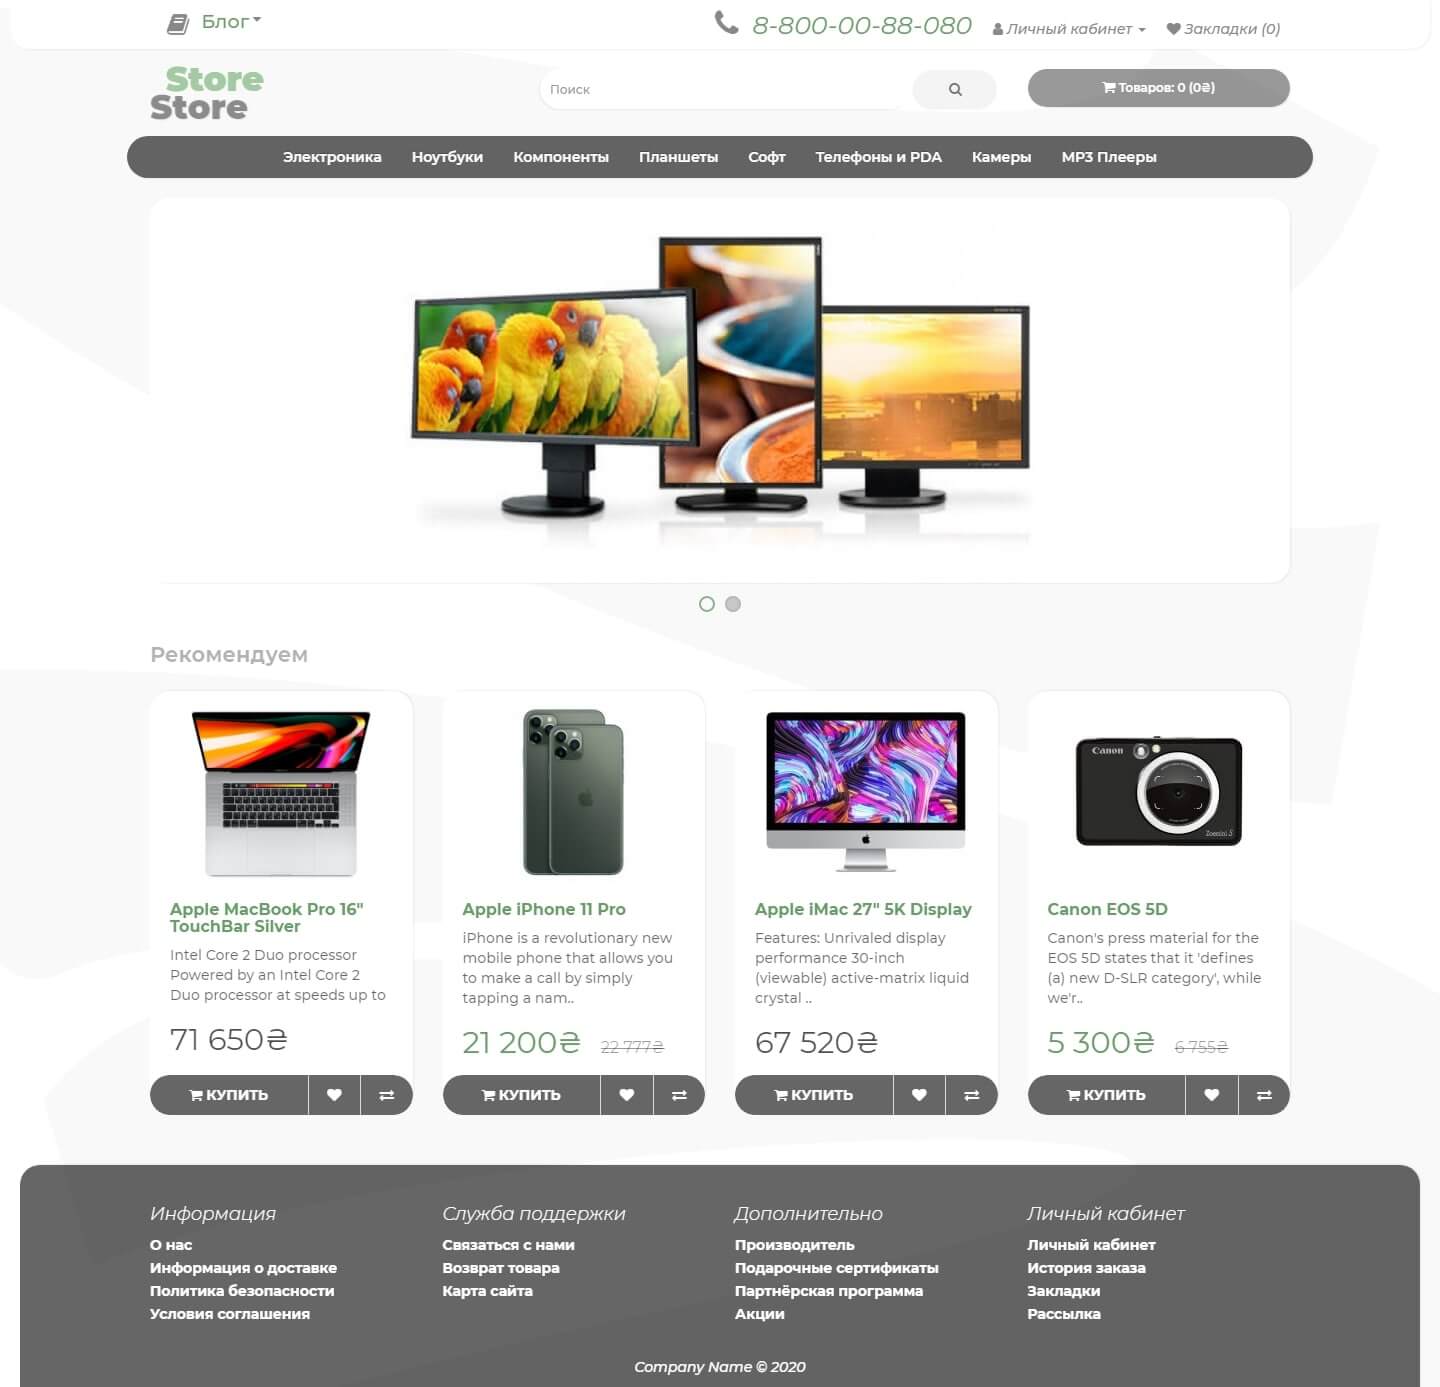 Блог
8-800-00-88-080
Личный кабинет
Закладки (0)
Store
Store
Поиск
Товаров: 0 (0₴)
Электроника
Ноутбуки
Компоненты
Планшеты
Софт
Телефоны и PDA
Камеры
MP3 Плееры
Рекомендуем
Canon
Zoemini S
Apple MacBook Pro 16"
TouchBar Silver
Intel Core 2 Duo processor
Powered by an Intel Core 2
Duo processor at speeds up to
71 650₴
КУПИТЬ
Apple iPhone 11 Pro
iPhone is a revolutionary new
mobile phone that allows you
to make a call by simply
tapping a nam..
21 200₴ 22 777₴
КУПИТЬ
Apple iMac 27" 5K Display
Features: Unrivaled display
performance 30-inch
(viewable) active-matrix liquid
crystal ..
67 520₴
КУПИТЬ
Canon EOS 5D
Canon's press material for the
EOS 5D states that it 'defines
(a) new D-SLR category', while
we'r..
5 300₴ 6 755₴
КУПИТЬ
Информация
О нас
Информация о доставке
Политика безопасности
Условия соглашения
Служба поддержки
Связаться с нами
Возврат товара
Карта сайта
Дополнительно
Производитель
Подарочные сертификаты
Партнёрская программа
Акции
Личный кабинет
Личный кабинет
История заказа
Закладки
Рассылка
Company Name © 2020